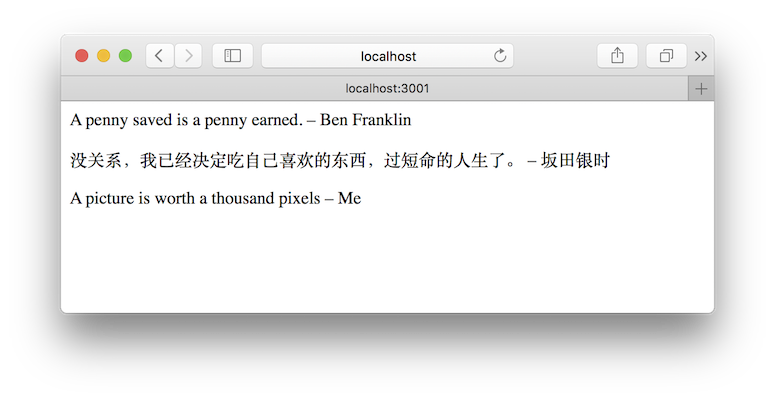 localhost
localhost:3001
A penny saved is a penny earned. – Ben Franklin
没关系，我已经决定吃自己喜欢的东西，过短命的人生了。 – 坂田银时
A picture is worth a thousand pixels – Me